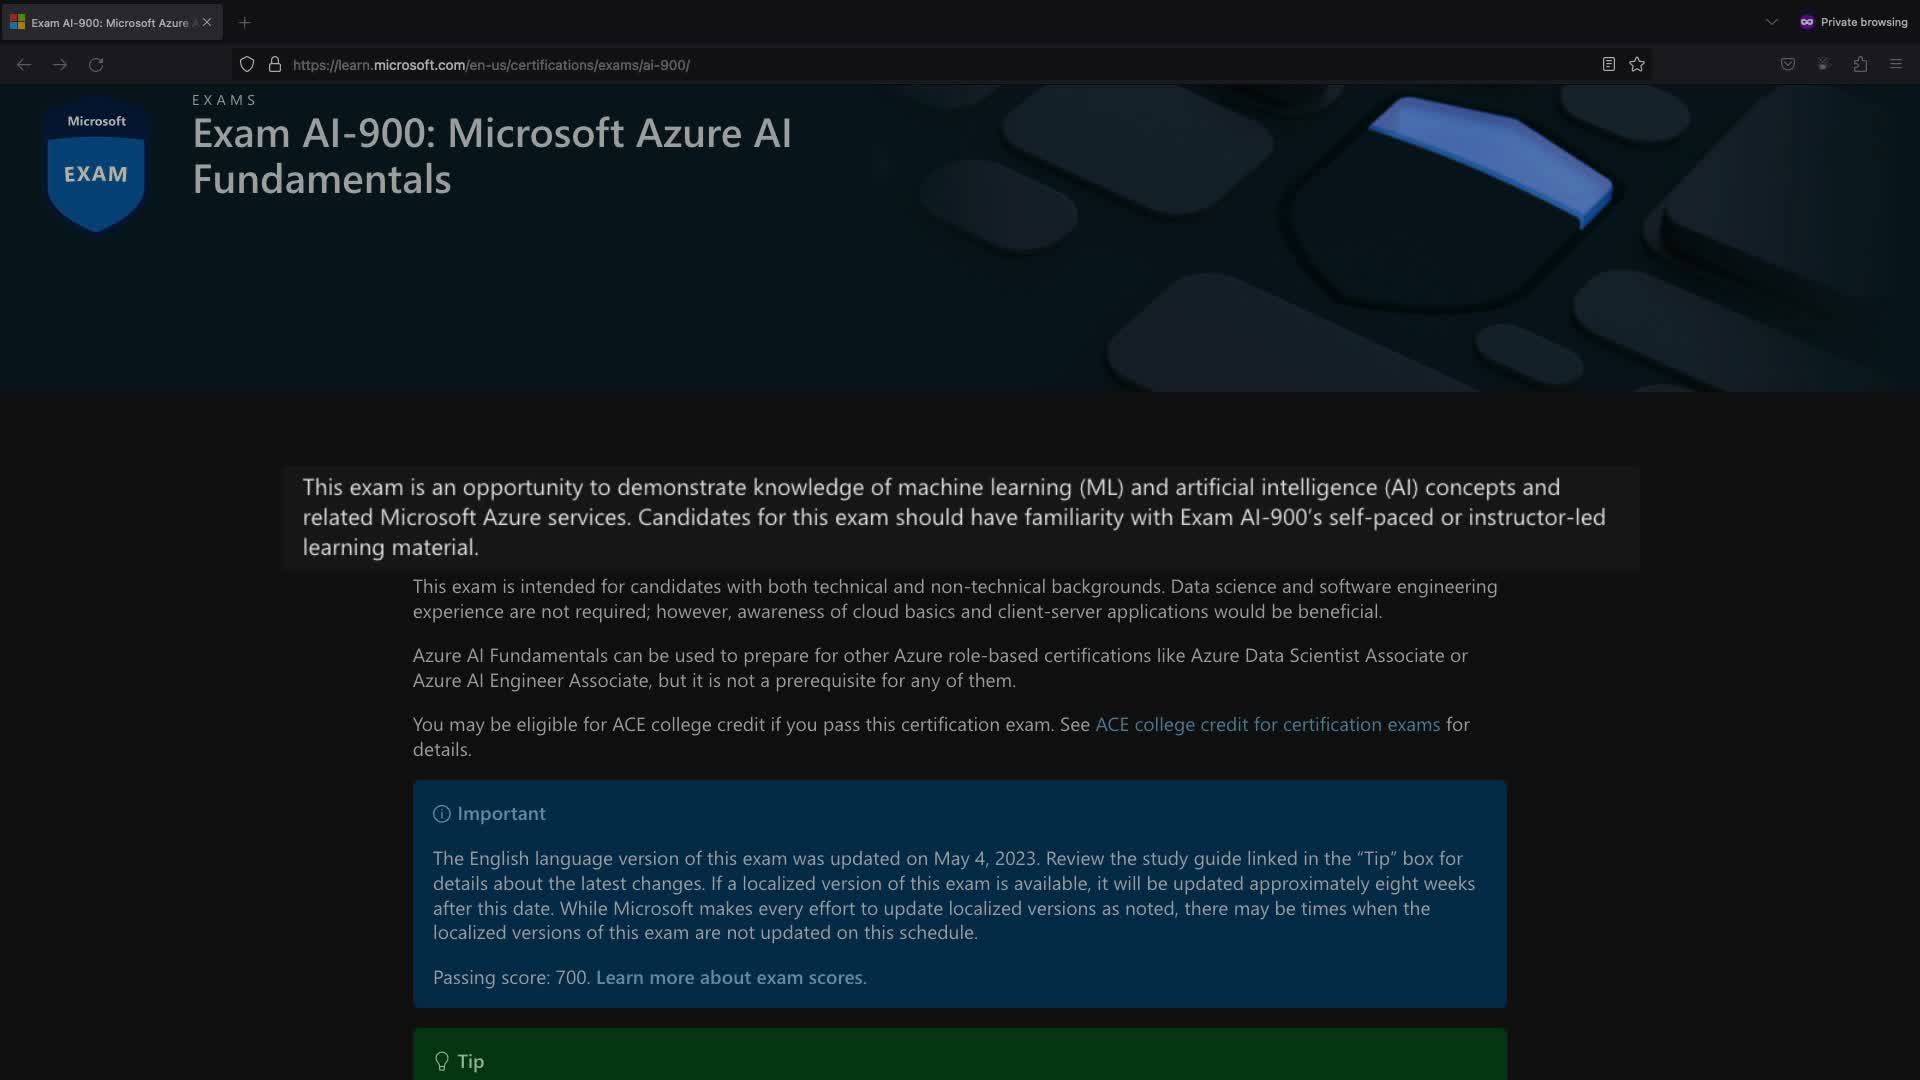 Exam AI-900: Microsoft Azure
Private browsing
https://learn.microsoft.com/en-us/certifications/exams/ai-900/
Microsoft
EXAM
EXAMS
Exam AI-900: Microsoft Azure AI
Fundamentals
This exam is an opportunity to demonstrate knowledge of machine learning (ML) and artificial intelligence (AI) concepts and
related Microsoft Azure services. Candidates for this exam should have familiarity with Exam AI-900’s self-paced or instructor-led
learning material.
This exam is intended for candidates with both technical and non-technical backgrounds. Data science and software engineering
experience are not required; however, awareness of cloud basics and client-server applications would be beneficial.
Azure AI Fundamentals can be used to prepare for other Azure role-based certifications like Azure Data Scientist Associate or
Azure AI Engineer Associate, but it is not a prerequisite for any of them.
You may be eligible for ACE college credit if you pass this certification exam. See ACE college credit for certification exams for
details.
Important
The English language version of this exam was updated on May 4, 2023. Review the study guide linked in the “Tip” box for
details about the latest changes. If a localized version of this exam is available, it will be updated approximately eight weeks
after this date. While Microsoft makes every effort to update localized versions as noted, there may be times when the
localized versions of this exam are not updated on this schedule.
Passing score: 700. Learn more about exam scores.
Tip